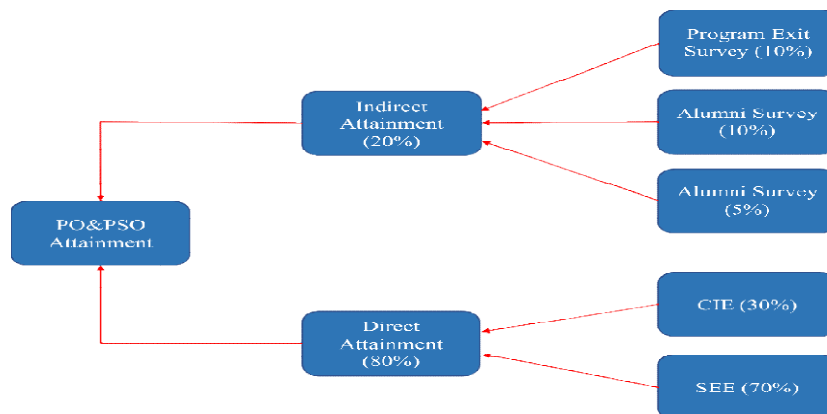 Program Exit
Survey (10%)
Indirect
Attainment
(20%)
Alumni Survey
(10%)
Alumni Survey
(5%)
PO&PSO
Attainment
CIE (30%)
Direct
Attainment
(80%)
SEE (70%)